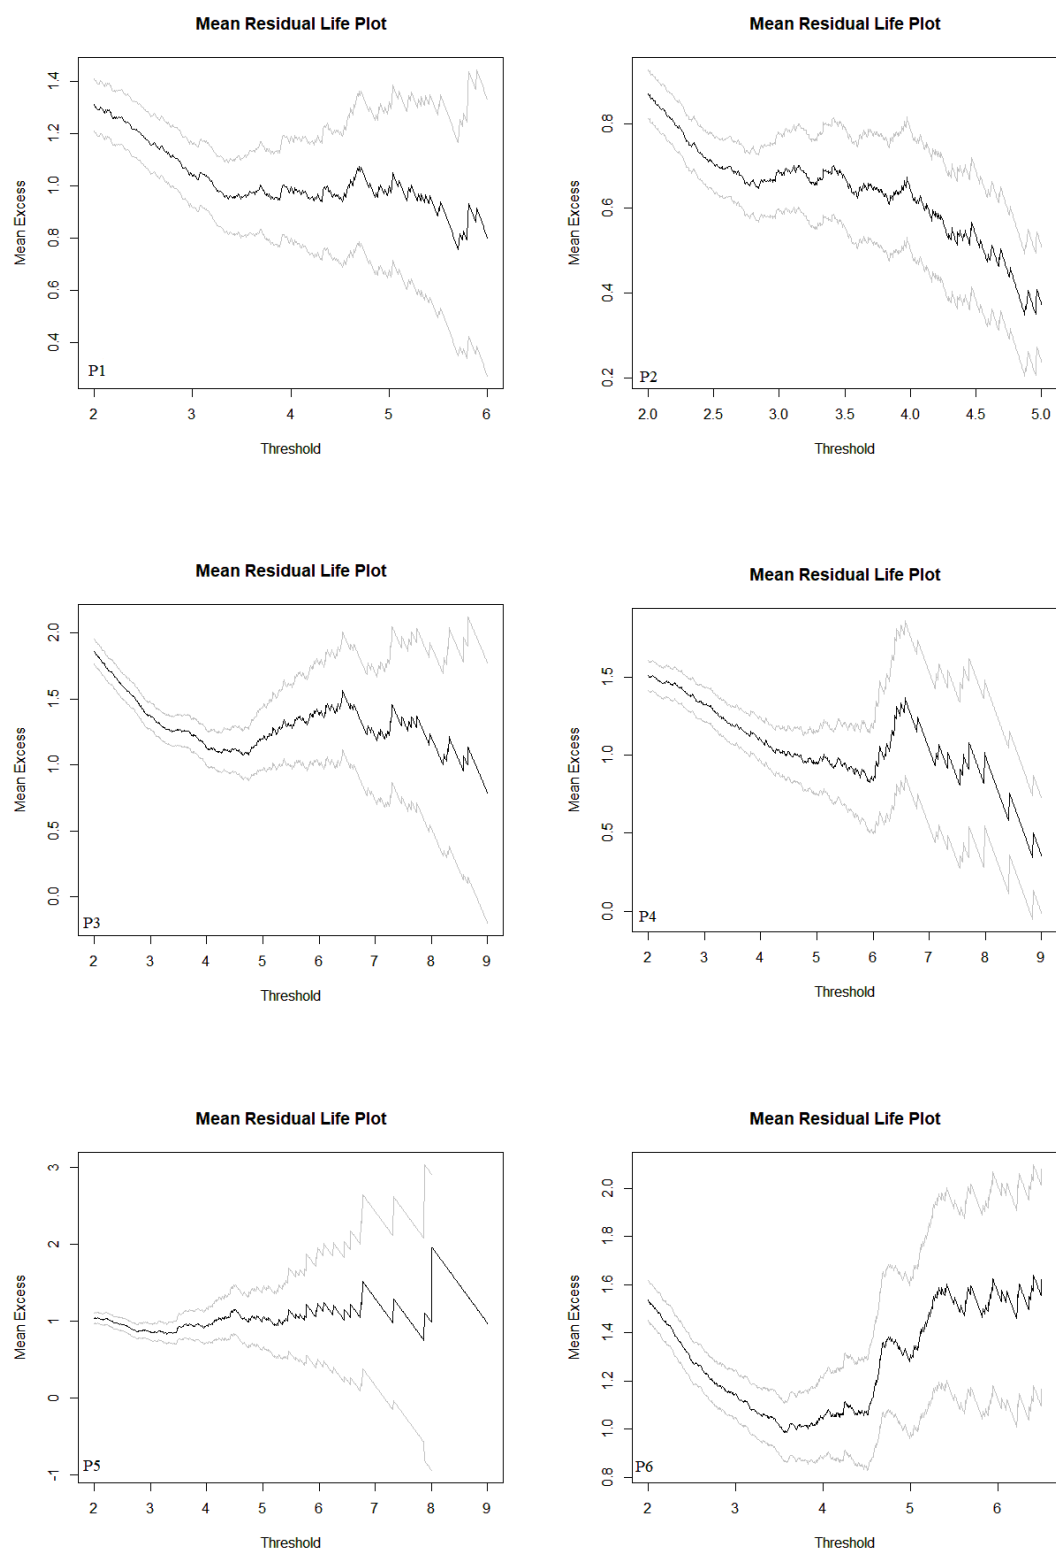 Mean Residual Life Plot
Mean Excess
1.4
1.2
1.0
0.8
0.6
0.4
P1
2 3 4 5 6
Threshold
Mean Residual Life Plot
Mean Excess
0.8
0.6
0.4
0.2
P2
2.0 2.5 3.0 3.5 4.0 4.5 5.0
Threshold
Mean Residual Life Plot
Mean Excess
2.0
1.5
1.0
0.5
0.0
P3
2 3 4 5 6 7 8 9
Threshold
Mean Residual Life Plot
Mean Excess
1.5
1.0
0.5
0.0
P4
2 3 4 5 6 7 8 9
Threshold
Mean Residual Life Plot
Mean Excess
3
2
1
0
-1
P5
2 3 4 5 6 7 8 9
Threshold
Mean Residual Life Plot
Mean Excess
2.0
1.8
1.6
1.4
1.2
1.0
0.8
P6
2 3 4 5 6
Threshold